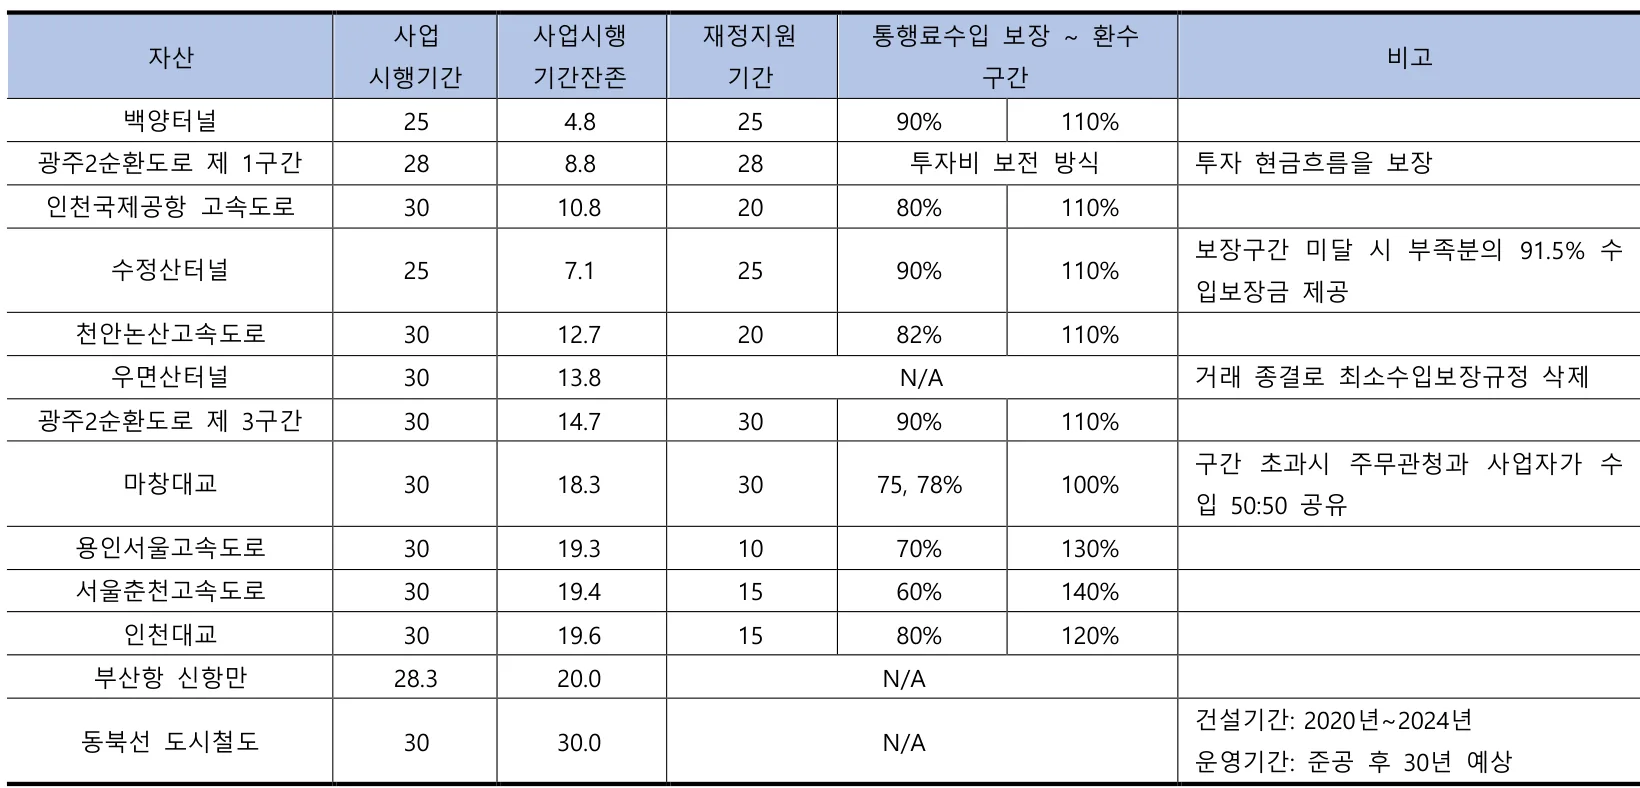 자산 사업 시행기간 사업시행 기간잔존 재정지원 기간 통행료수입 보장 ~ 환수 구간 비고
백양터널 25 4.8 25 90% 110%
광주2순환도로 제 1구간 28 8.8 28 투자비 보전 방식 투자 현금흐름을 보장
인천국제공항 고속도로 30 10.8 20 80% 110%
수정산터널 25 7.1 25 90% 110% 보장구간 미달 시 부족분의 91.5% 수
입보장금 제공
천안논산고속도로 30 12.7 20 82% 110%
우면산터널 30 13.8 N/A 거래 종결로 최소수입보장규정 삭제
광주2순환도로 제 3구간 30 14.7 30 90% 110%
마창대교 30 18.3 30 75, 78% 100% 구간 초과시 주무관청과 사업자가 수
입 50:50 공유
용인서울고속도로 30 19.3 10 70% 130%
서울춘천고속도로 30 19.4 15 60% 140%
인천대교 30 19.6 15 80% 120%
부산항 신항만 28.3 20.0 N/A
동북선 도시철도 30 30.0 N/A 건설기간: 2020년~2024년
운영기간: 준공 후 30년 예상